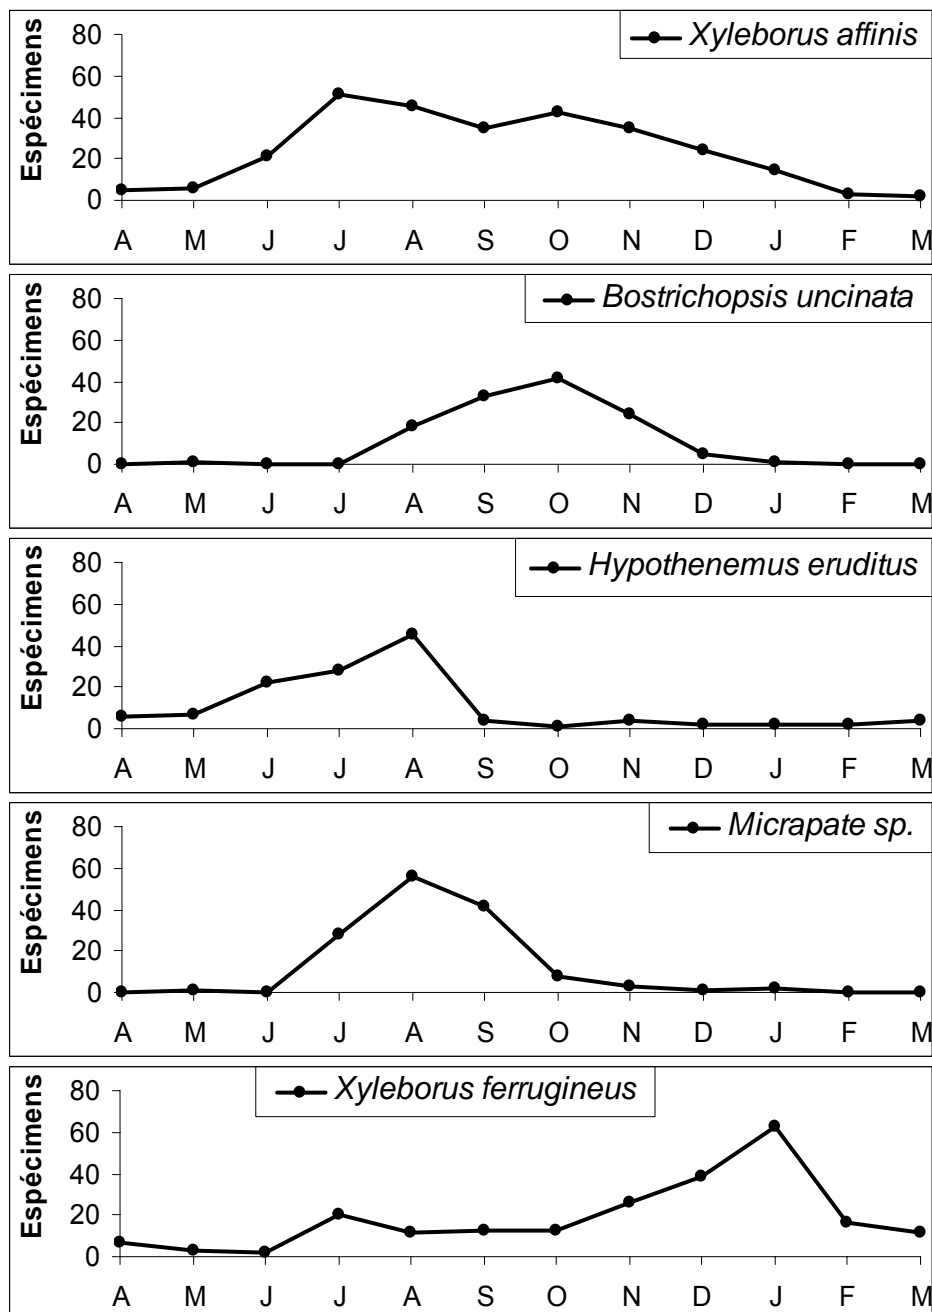 Xyleborus affinis
Espécimens
80
60
40
20
0
A M J J A S O N D J F M
Bostrichopsis uncinata
Espécimens
80
60
40
20
0
A M J J A S O N D J F M
Hypothenemus eruditus
Espécimens
80
60
40
20
0
A M J J A S O N D J F M
Micrapate sp.
Espécimens
80
60
40
20
0
A M J J A S O N D J F M
Xyleborus ferrugineus
Espécimens
80
60
40
20
0
A M J J A S O N D J F M